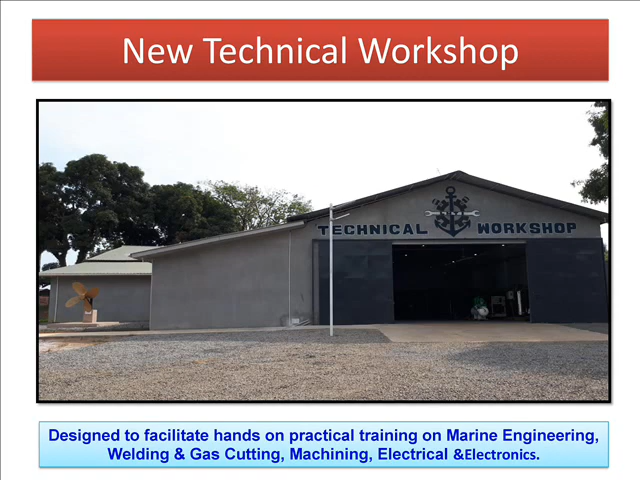 New Technical Workshop
TECHNICAL WORKSHOP
Designed to facilitate hands on practical training on Marine Engineering,
Welding & Gas Cutting, Machining, Electrical &Electronics.